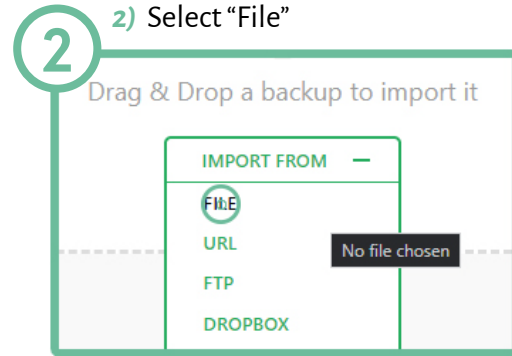 2) Select “File”
2
Drag & Drop a backup to import it
IMPORT FROM
FILE
URL
No file chosen
FTP
DROPBOX